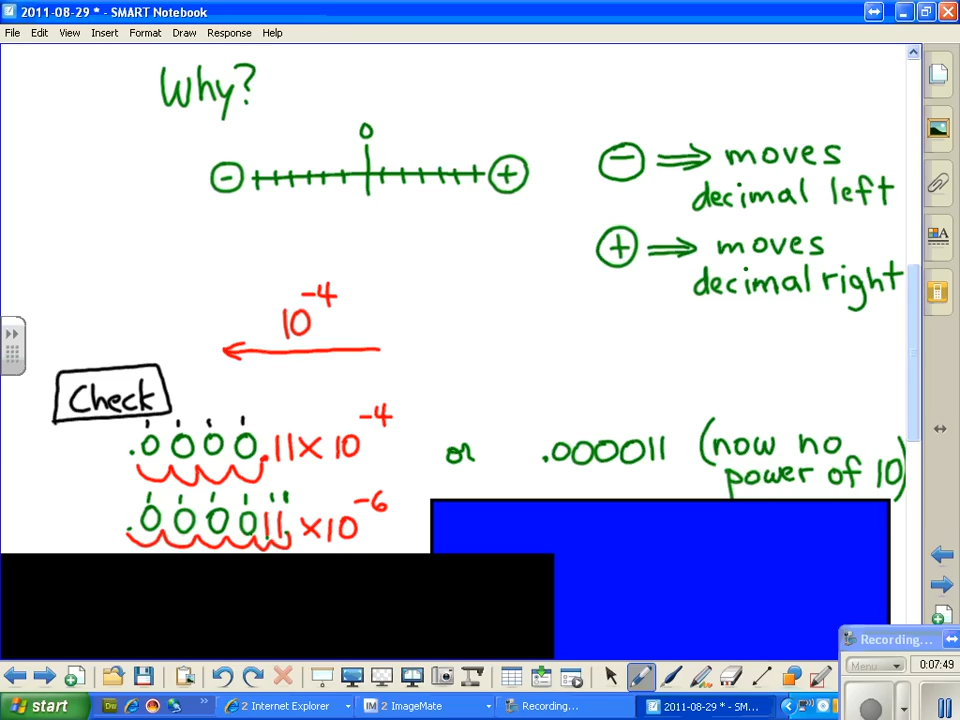 2011-08-29 * - SMART Notebook
File Edit View Insert Format Draw Response Help
Why?
0
− +
− ⇒ moves
decimal left
+ ⇒ moves
decimal right
10⁻⁴
Check
.0000.11 × 10⁻⁴ or .000011 (now no
power of 10)
.000011. × 10⁻⁶
Recording...
Menu
0:07:49
start
2 Internet Explorer
2 ImageMate
Recording...
2011-08-29 * - SM...